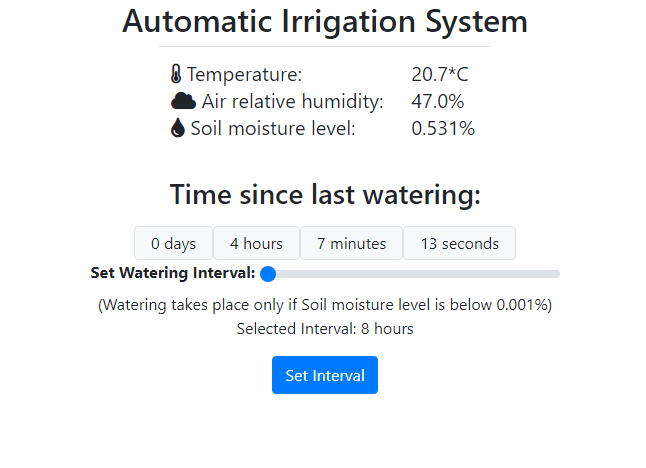 Automatic Irrigation System
Temperature: 20.7*C
Air relative humidity: 47.0%
Soil moisture level: 0.531%
Time since last watering:
0 days 4 hours 7 minutes 13 seconds
Set Watering Interval:
(Watering takes place only if Soil moisture level is below 0.001%)
Selected Interval: 8 hours
Set Interval